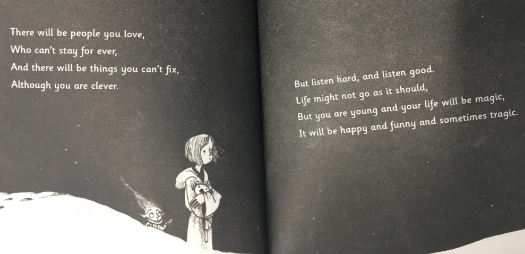 There will be people you love,
Who can't stay for ever,
And there will be things you can't fix,
Although you are clever.
But listen hard, and listen good.
Life might not go as it should,
But you are young and your life will be magic,
It will be happy and funny and sometimes tragic.